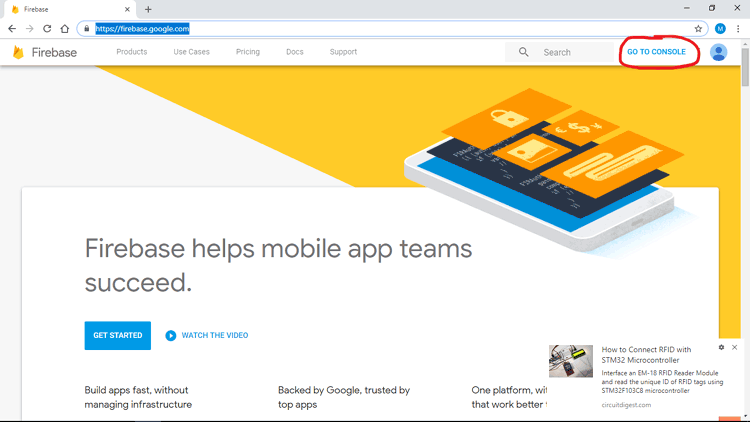 Firebase
https://firebase.google.com
M
Firebase
Products
Use Cases
Pricing
Docs
Support
Search
GO TO CONSOLE
Firebase helps mobile app teams
succeed.
GET STARTED
WATCH THE VIDEO
Build apps fast, without
managing infrastructure
Backed by Google, trusted by
top apps
One platform,
that work better
How to Connect RFID with
STM32 Microcontroller
Interface an EM-18 RFID Reader Module
and read the unique ID of RFID tags using
STM32F103C8 microcontroller
circuitdigest.com